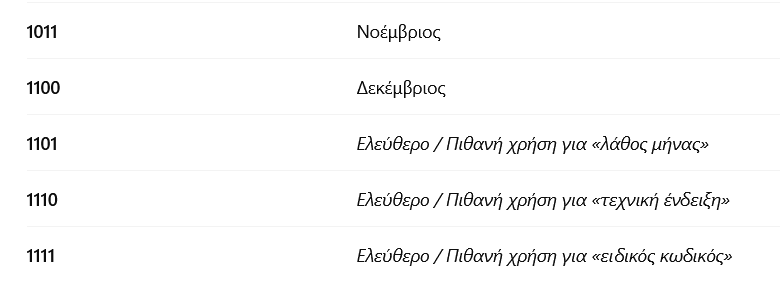 1011 Νοέμβριος
1100 Δεκέμβριος
1101 Ελεύθερο / Πιθανή χρήση για «λάθος μήνας»
1110 Ελεύθερο / Πιθανή χρήση για «τεχνική ένδειξη»
1111 Ελεύθερο / Πιθανή χρήση για «ειδικός κωδικός»